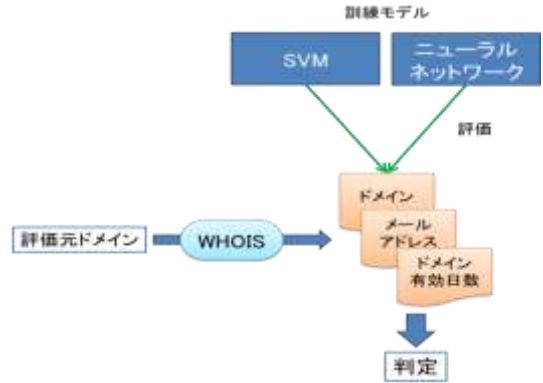 訓練モデル
SVM
ニューラル
ネットワーク
評価
ドメイン
メール
アドレス
ドメイン
有効日数
評価元ドメイン
WHOIS
判定